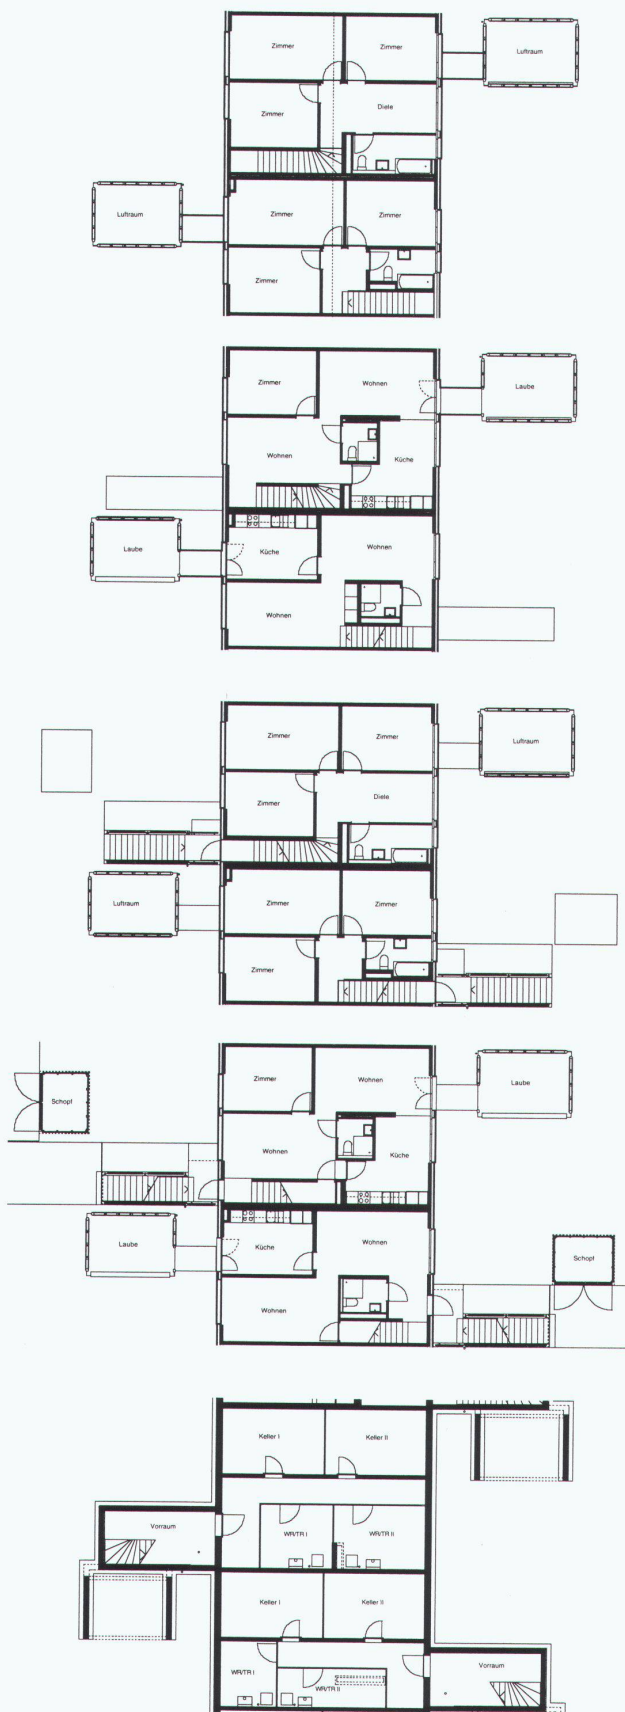 Zimmer Zimmer Luftraum
Zimmer Diele
Luftraum Zimmer Zimmer
Zimmer
Zimmer Wohnen Laube
Wohnen Küche
Laube Küche Wohnen
Wohnen
Zimmer Zimmer Luftraum
Zimmer Diele
Luftraum Zimmer Zimmer
Zimmer
Schopf Zimmer Wohnen Laube
Wohnen Küche
Laube Küche Wohnen Schopf
Wohnen
Keller I Keller II
Vorraum WR/TR I WR/TR II
Keller I Keller II
WR/TR I WR/TR II Vorraum